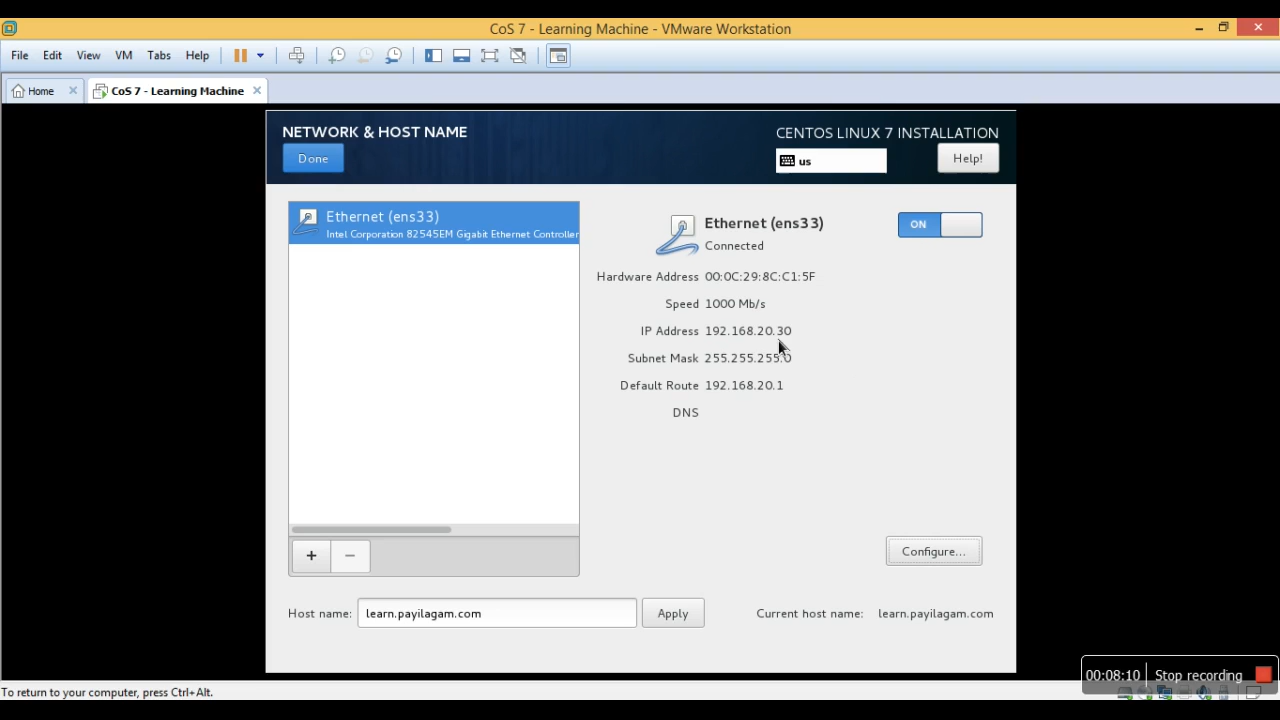 CoS 7 - Learning Machine - VMware Workstation
File Edit View VM Tabs Help
Home CoS 7 - Learning Machine
NETWORK & HOST NAME
CENTOS LINUX 7 INSTALLATION
Done
us
Help!
Ethernet (ens33)
Intel Corporation 82545EM Gigabit Ethernet Controller
Ethernet (ens33)
Connected
ON
Hardware Address 00:0C:29:8C:C1:5F
Speed 1000 Mb/s
IP Address 192.168.20.30
Subnet Mask 255.255.255.0
Default Route 192.168.20.1
DNS
+ −
Configure...
Host name: learn.payilagam.com Apply Current host name: learn.payilagam.com
00:08:10 Stop recording
To return to your computer, press Ctrl+Alt.